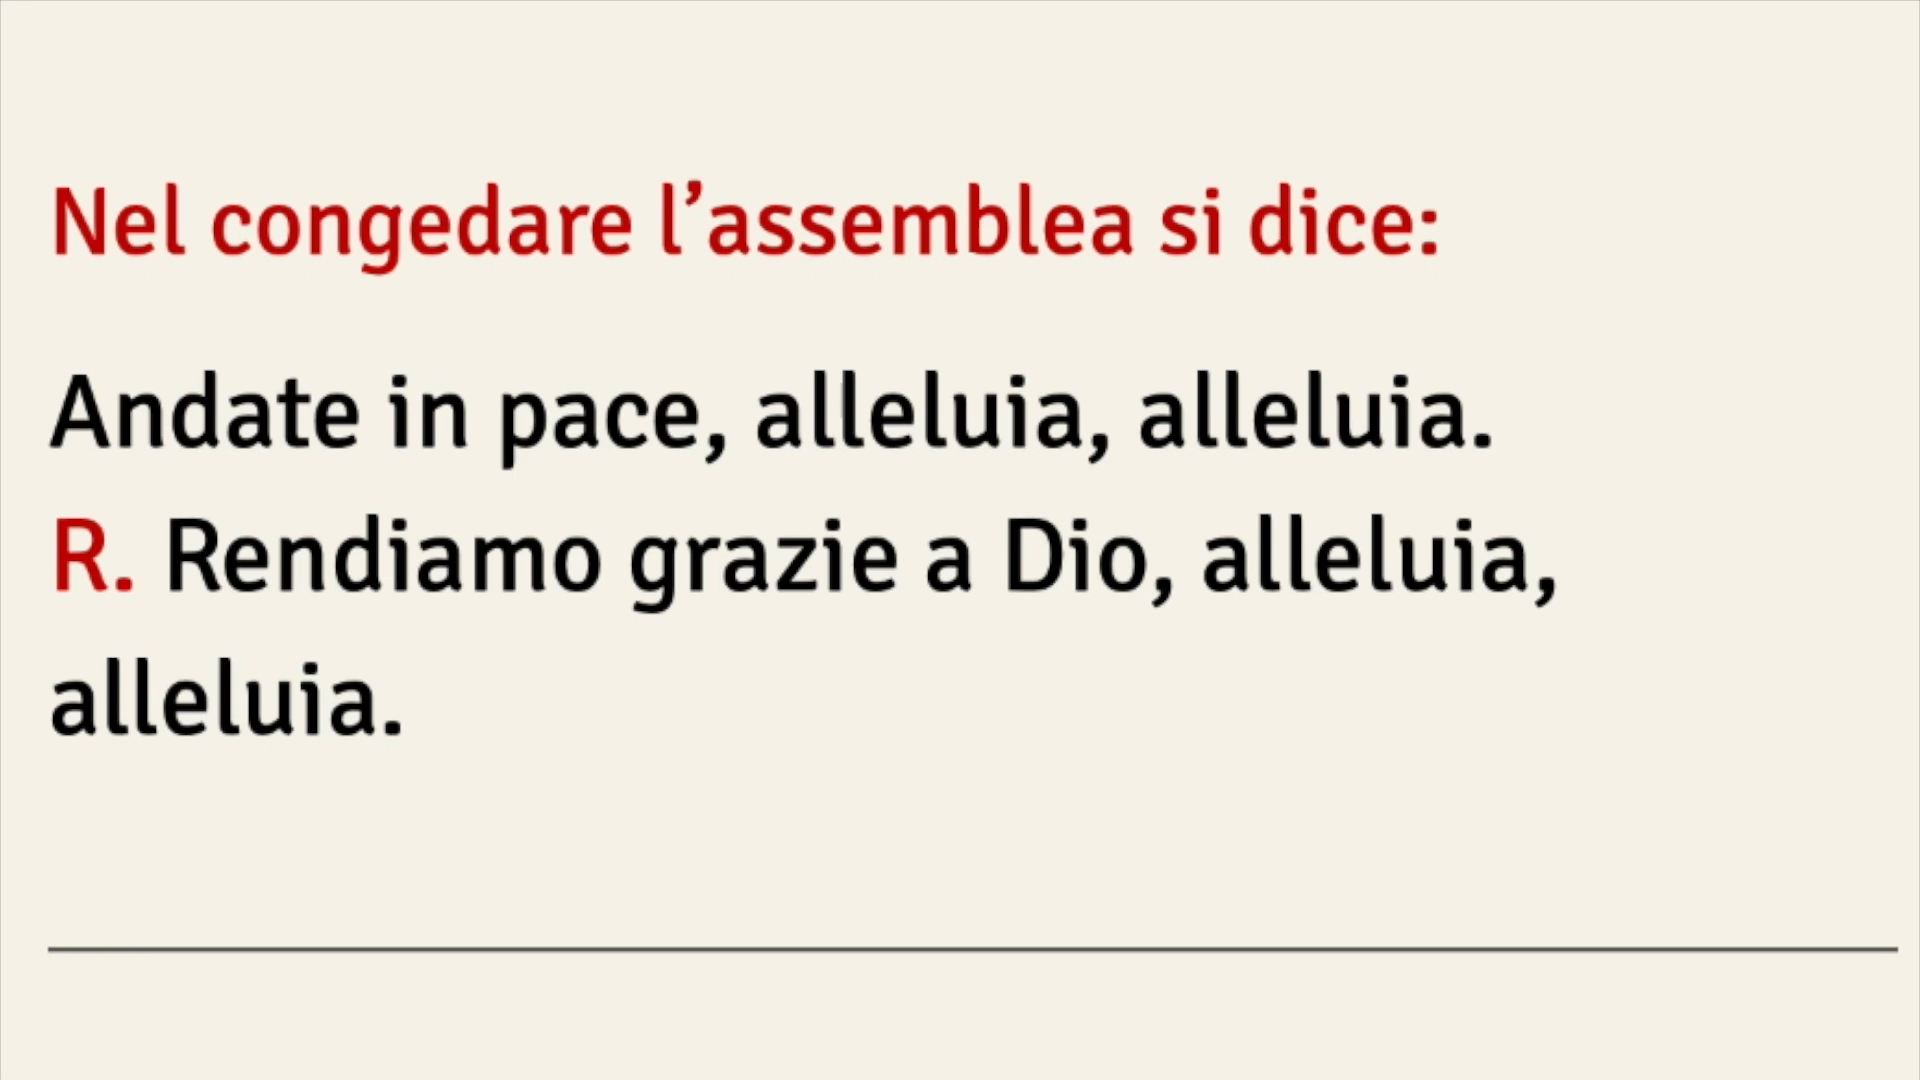 Nel congedare l’assemblea si dice:
Andate in pace, alleluia, alleluia.
R. Rendiamo grazie a Dio, alleluia,
alleluia.